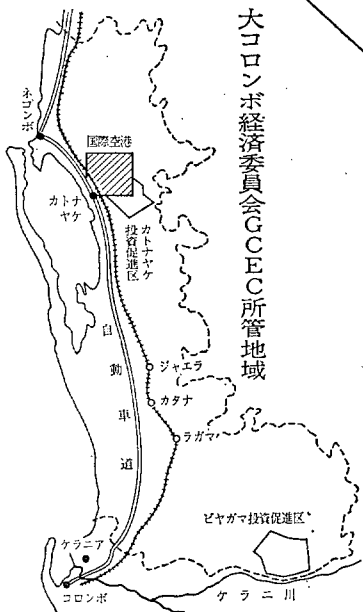 大コロンボ経済委員会GCEC所管地域
ネゴンボ
国際空港
カトナ
ヤケ
カトナヤケ
投資促進区
自動車道
ジャエラ
カタナ
ラガマ
ビヤガマ投資促進区
ケラニア
コロンボ
ケラニ川